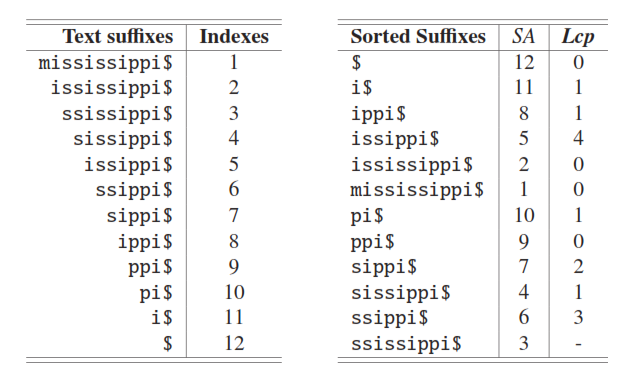 Text suffixes Indexes
mississippi$ 1
ississippi$ 2
ssissippi$ 3
sissippi$ 4
issippi$ 5
ssippi$ 6
sippi$ 7
ippi$ 8
ppi$ 9
pi$ 10
i$ 11
$ 12
Sorted Suffixes SA Lcp
$ 12 0
i$ 11 1
ippi$ 8 1
issippi$ 5 4
ississippi$ 2 0
mississippi$ 1 0
pi$ 10 1
ppi$ 9 0
sippi$ 7 2
sissippi$ 4 1
ssippi$ 6 3
ssissippi$ 3 -